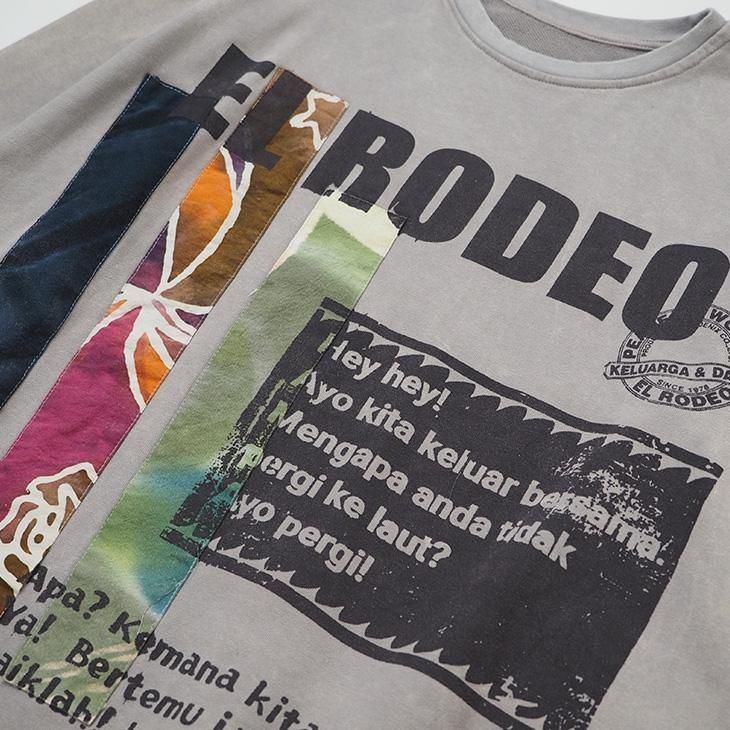 EL RODEO
KELUARGA &
SINCE 1976
EL RODEO
Hey hey!
Ayo kita keluar bersama.
Mengapa anda tidak
pergi ke laut?
Ayo pergi!
Apa? Kemana kita
Ya! Bertemu